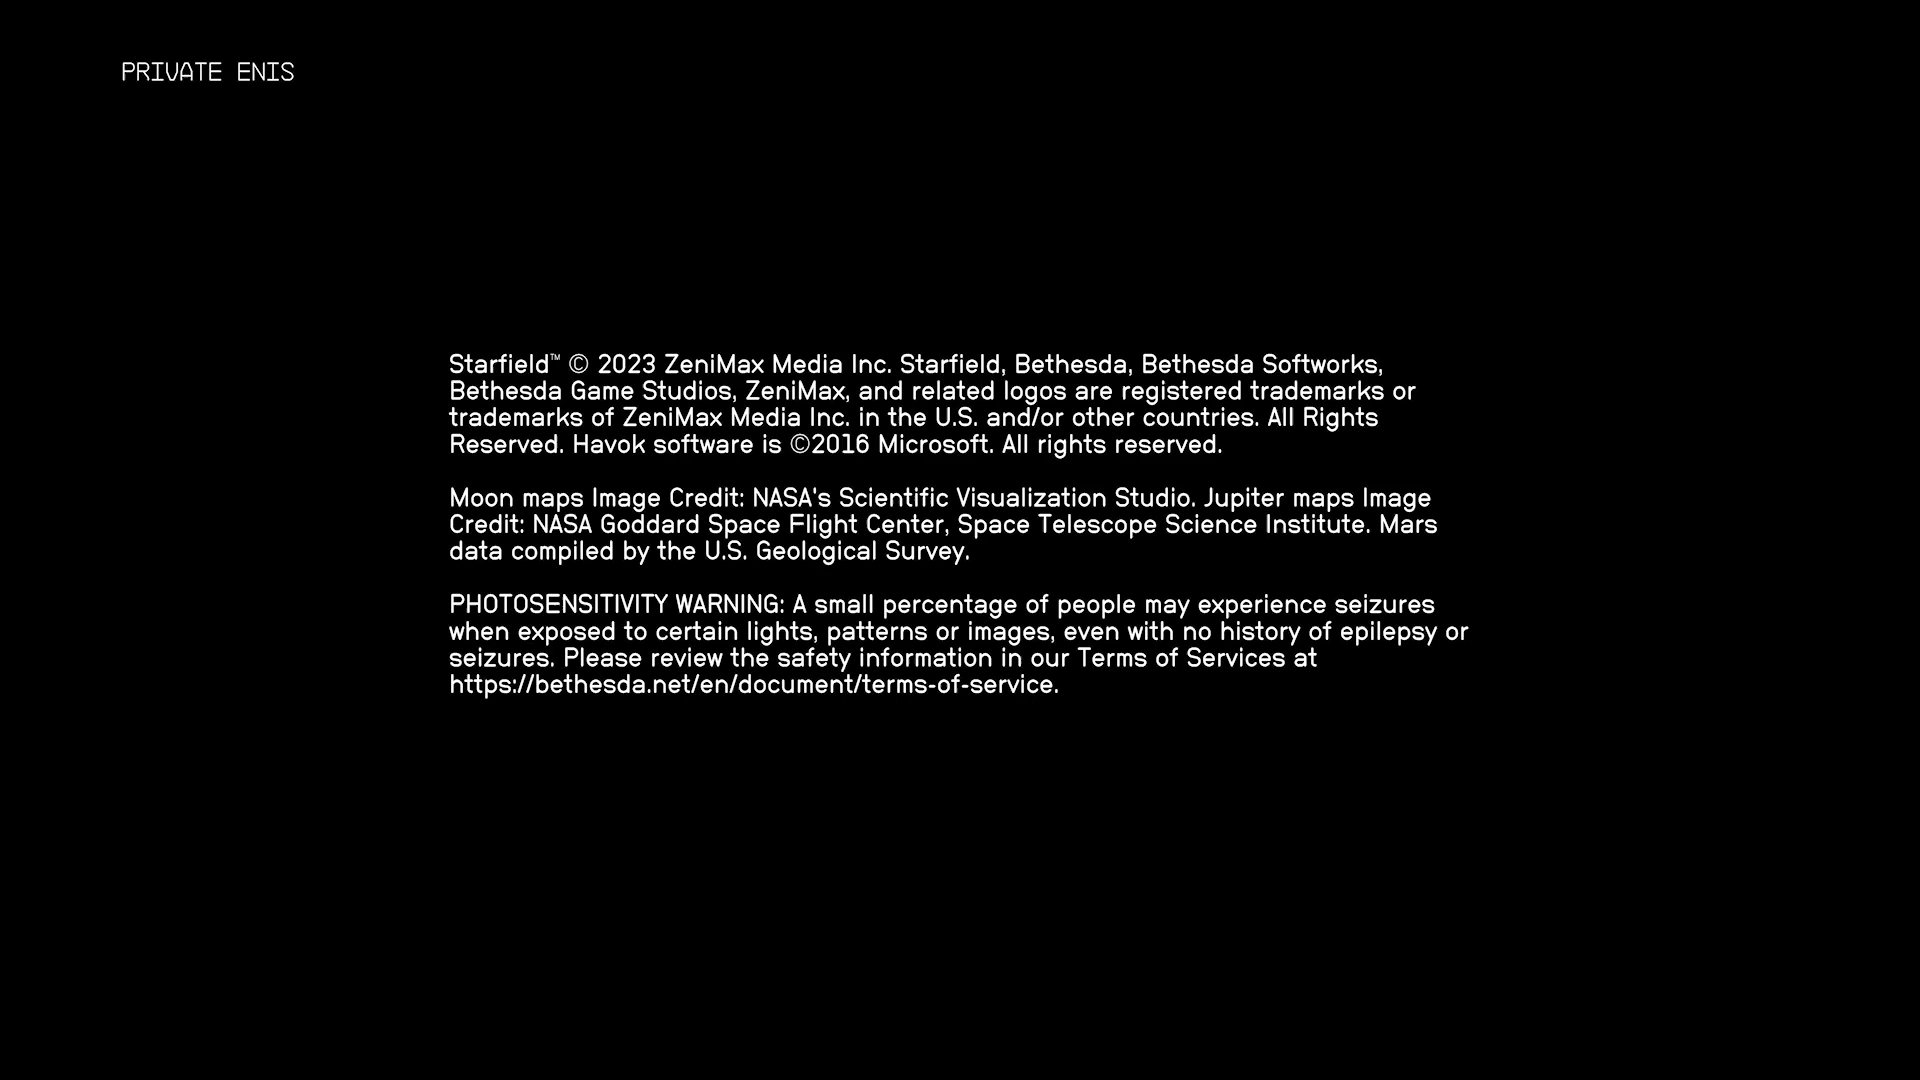 PRIVATE ENIS
Starfield™ © 2023 ZeniMax Media Inc. Starfield, Bethesda, Bethesda Softworks,
Bethesda Game Studios, ZeniMax, and related logos are registered trademarks or
trademarks of ZeniMax Media Inc. in the U.S. and/or other countries. All Rights
Reserved. Havok software is ©2016 Microsoft. All rights reserved.
Moon maps Image Credit: NASA's Scientific Visualization Studio. Jupiter maps Image
Credit: NASA Goddard Space Flight Center, Space Telescope Science Institute. Mars
data compiled by the U.S. Geological Survey.
PHOTOSENSITIVITY WARNING: A small percentage of people may experience seizures
when exposed to certain lights, patterns or images, even with no history of epilepsy or
seizures. Please review the safety information in our Terms of Services at
https://bethesda.net/en/document/terms-of-service.